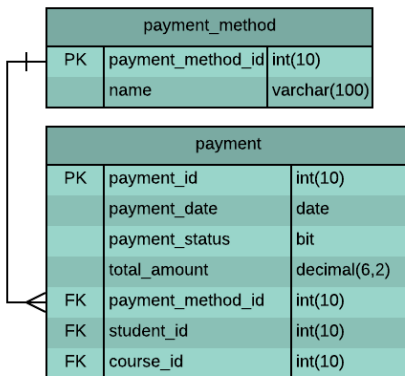 payment_method
PK payment_method_id int(10)
name varchar(100)
payment
PK payment_id int(10)
payment_date date
payment_status bit
total_amount decimal(6,2)
FK payment_method_id int(10)
FK student_id int(10)
FK course_id int(10)